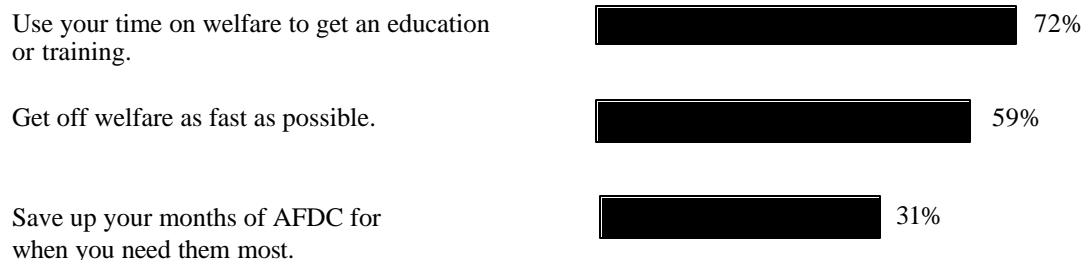 Use your time on welfare to get an education
72%
or training.
Get off welfare as fast as possible.
59%
Save up your months of AFDC for
31%
when you need them most.